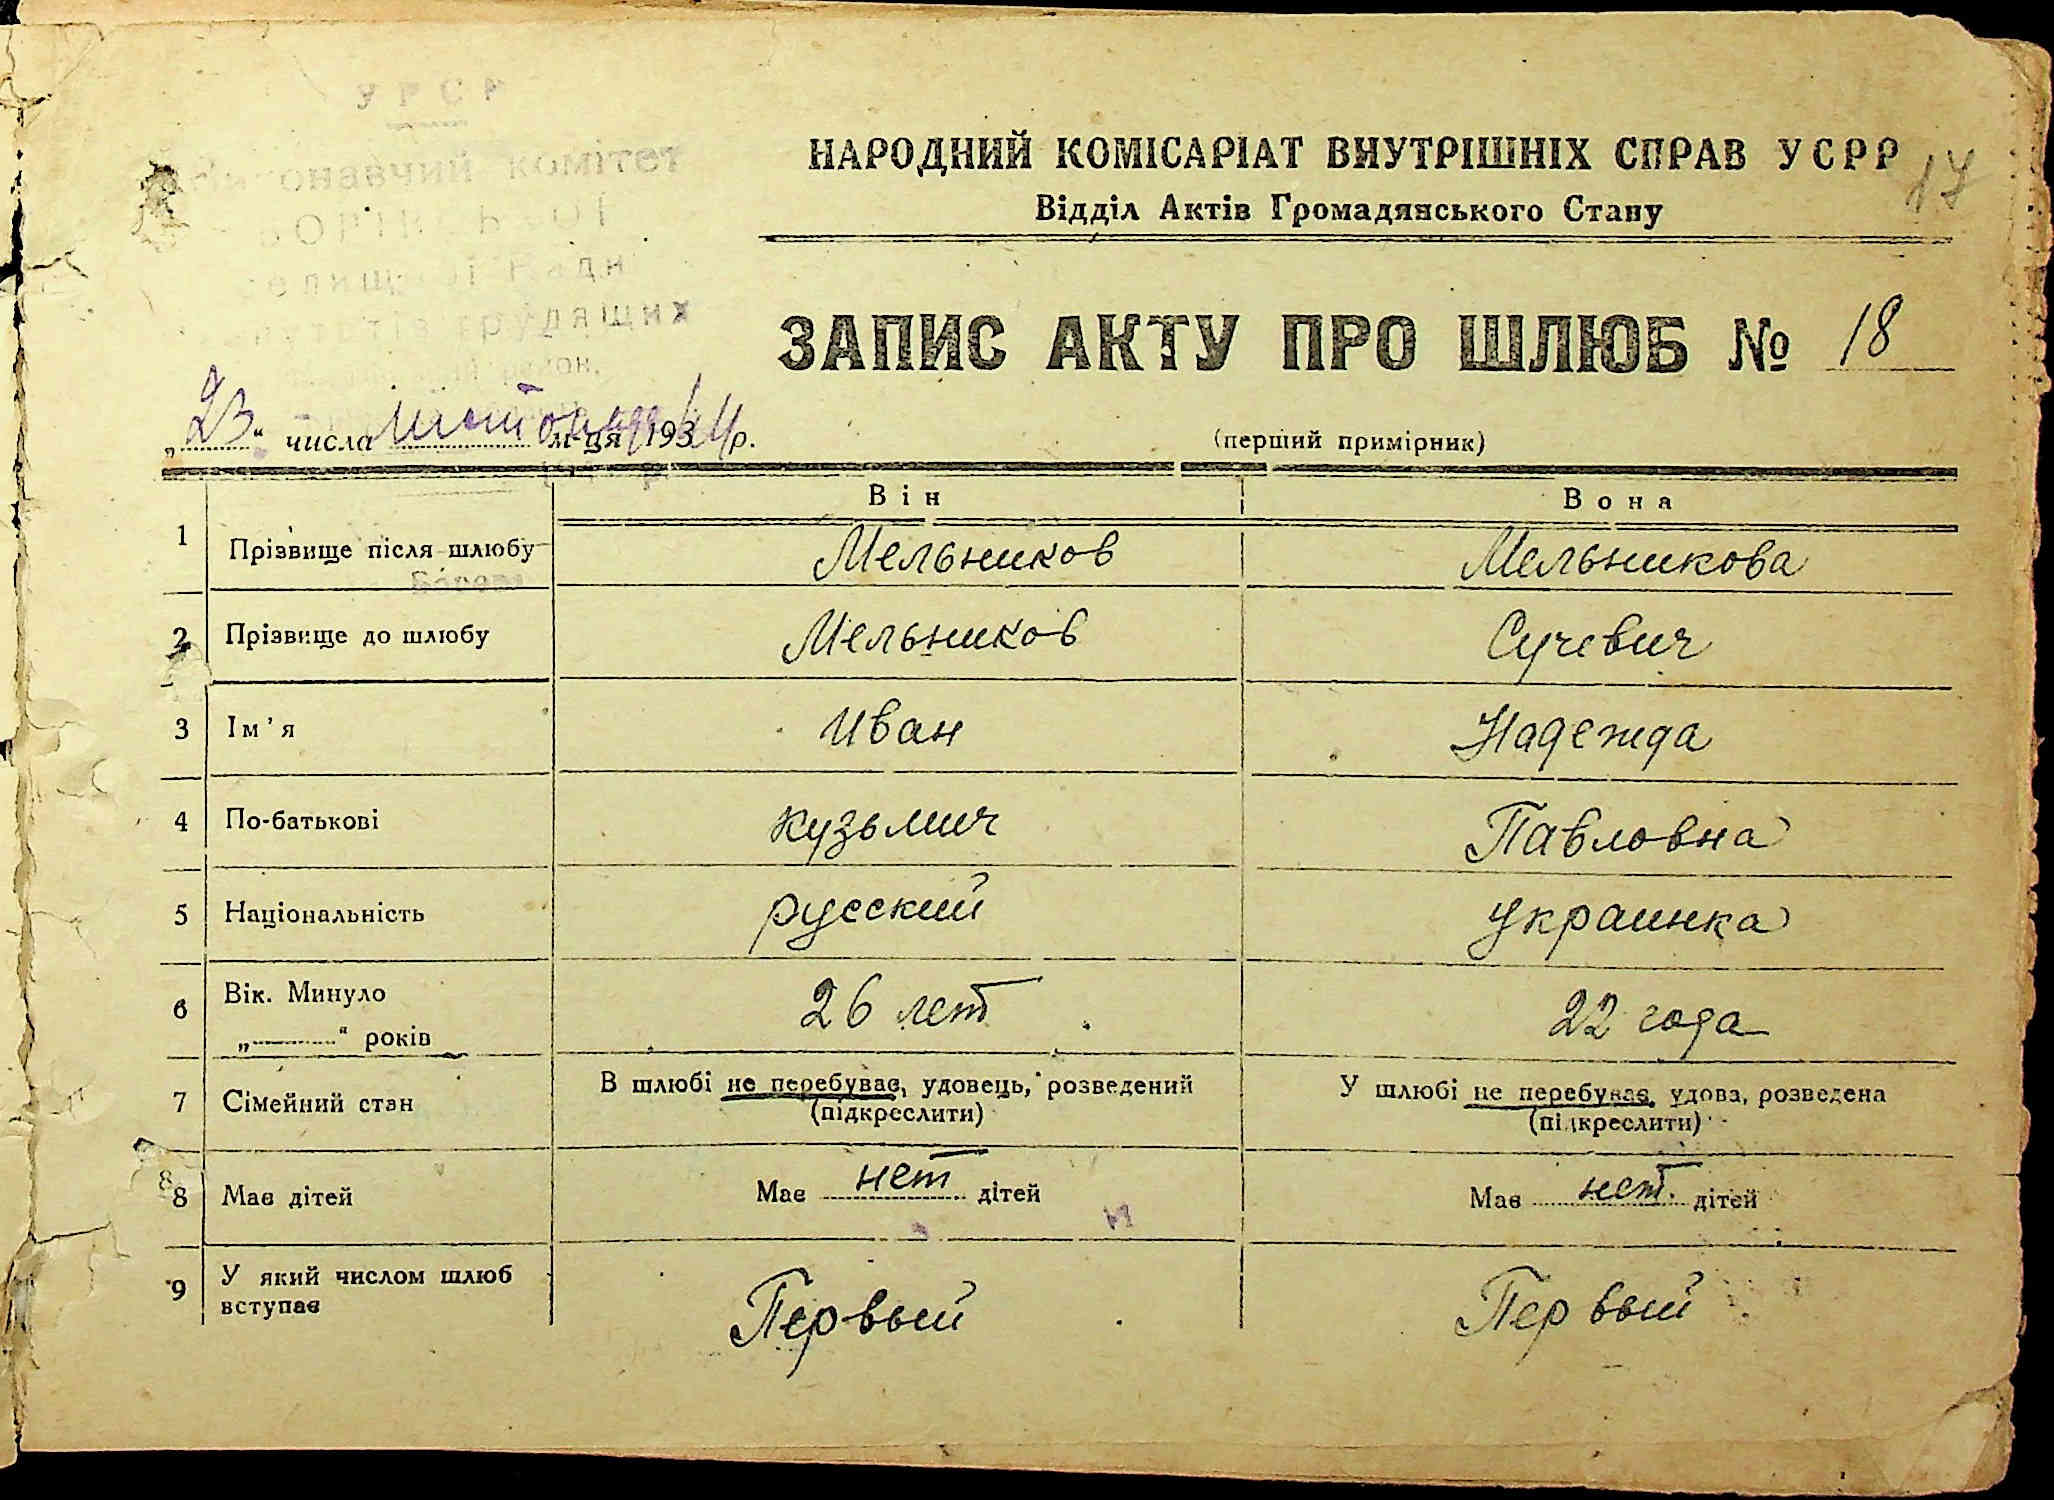 У Р С Р
комітет
трудящих
НАРОДНИЙ КОМІСАРІАТ ВНУТРІШНІХ СПРАВ УСРР
17
Відділ Актів Громадянського Стану
ЗАПИС АКТУ ПРО ШЛЮБ № 18
„23“ числа м-ця 193 р.
(перший примірник)
Він Вона
1 Прізвище після шлюбу Мельников Мельникова
2 Прізвище до шлюбу Мельников Сучевич
3 Ім'я Иван Надежда
4 По-батькові Кузьмич Павловна
5 Національність русский украинка
6 Вік. Минуло
„ “ років 26 лет 22 года
7 Сімейний стан В шлюбі не перебуває, удовець, розведений У шлюбі не перебуває, удова, розведена
(підкреслити) (підкреслити)
8 8 Має дітей Має нет дітей Має нет. дітей
9 У який числом шлюб
вступає Первый Первый